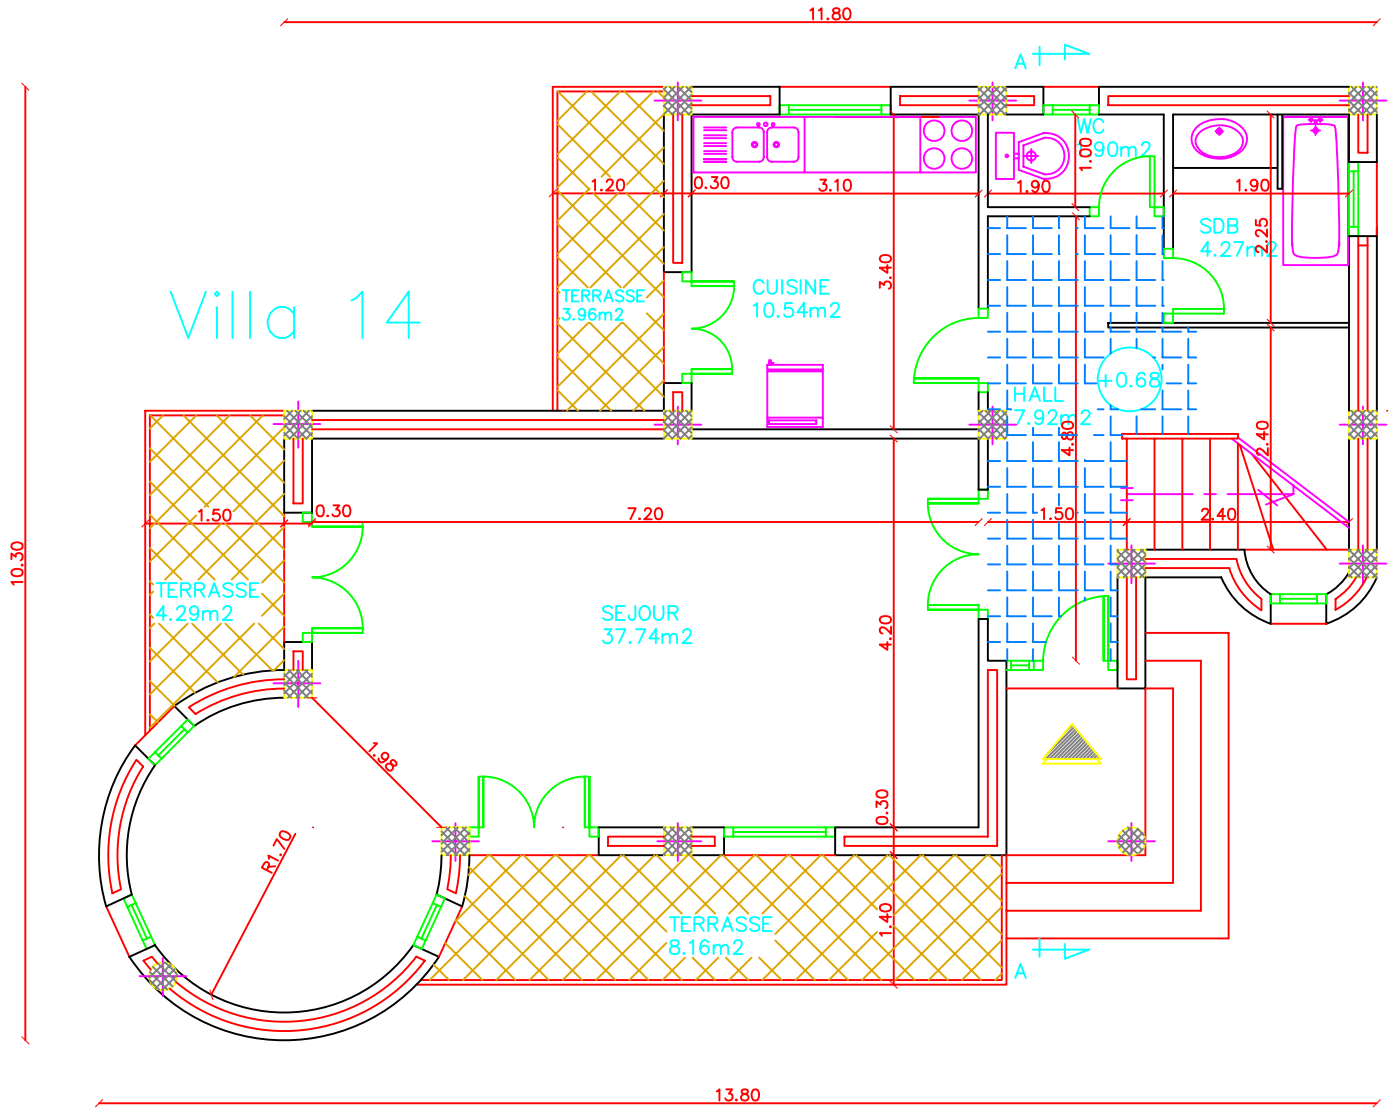 11.80
A
WC
1.90m2
1.00
1.20
0.30
3.10
1.90
1.90
SDB
4.27m2
2.25
3.40
CUISINE
10.54m2
TERRASSE
3.96m2
Villa 14
+0.68
HALL
7.92m2
4.80
2.40
1.50
0.30
7.20
1.50
2.40
10.30
TERRASSE
4.29m2
SEJOUR
37.74m2
4.20
1.98
0.30
R1.70
TERRASSE
8.16m2
1.40
A
13.80